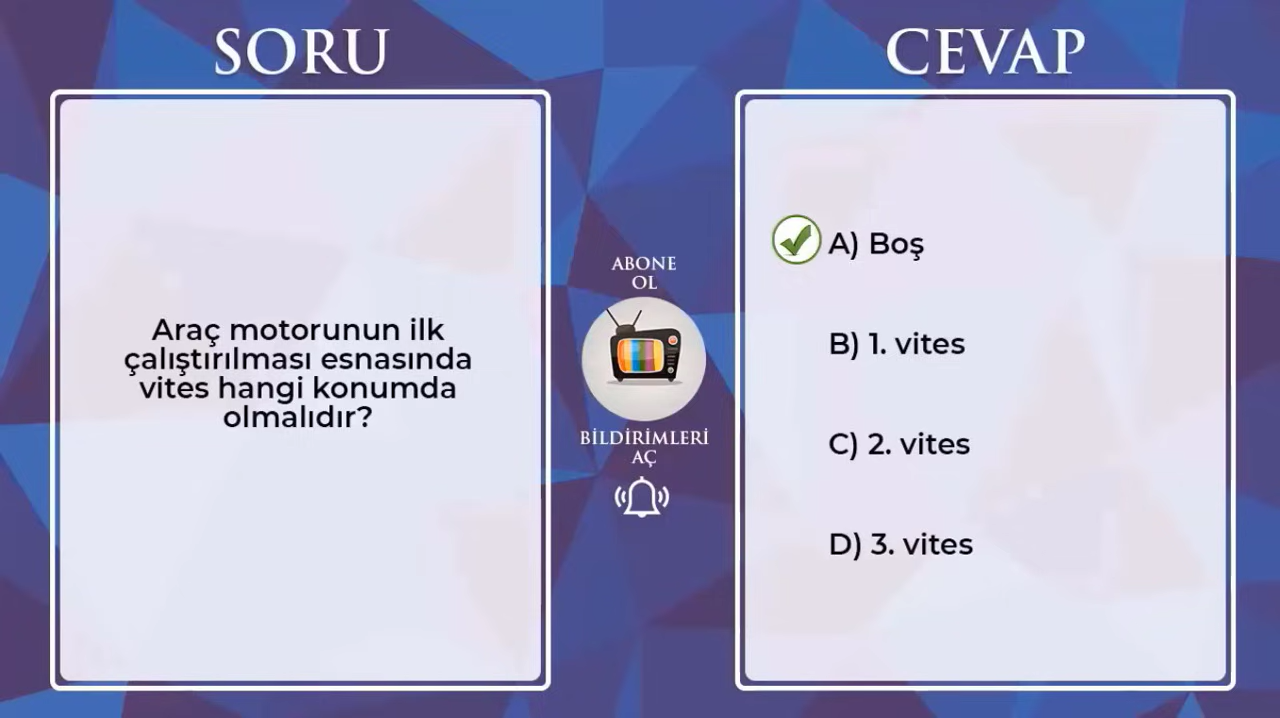 SORU
Araç motorunun ilk
çalıştırılması esnasında
vites hangi konumda
olmalıdır?
ABONE
OL
BİLDİRİMLERİ
AÇ
CEVAP
A) Boş
B) 1. vites
C) 2. vites
D) 3. vites